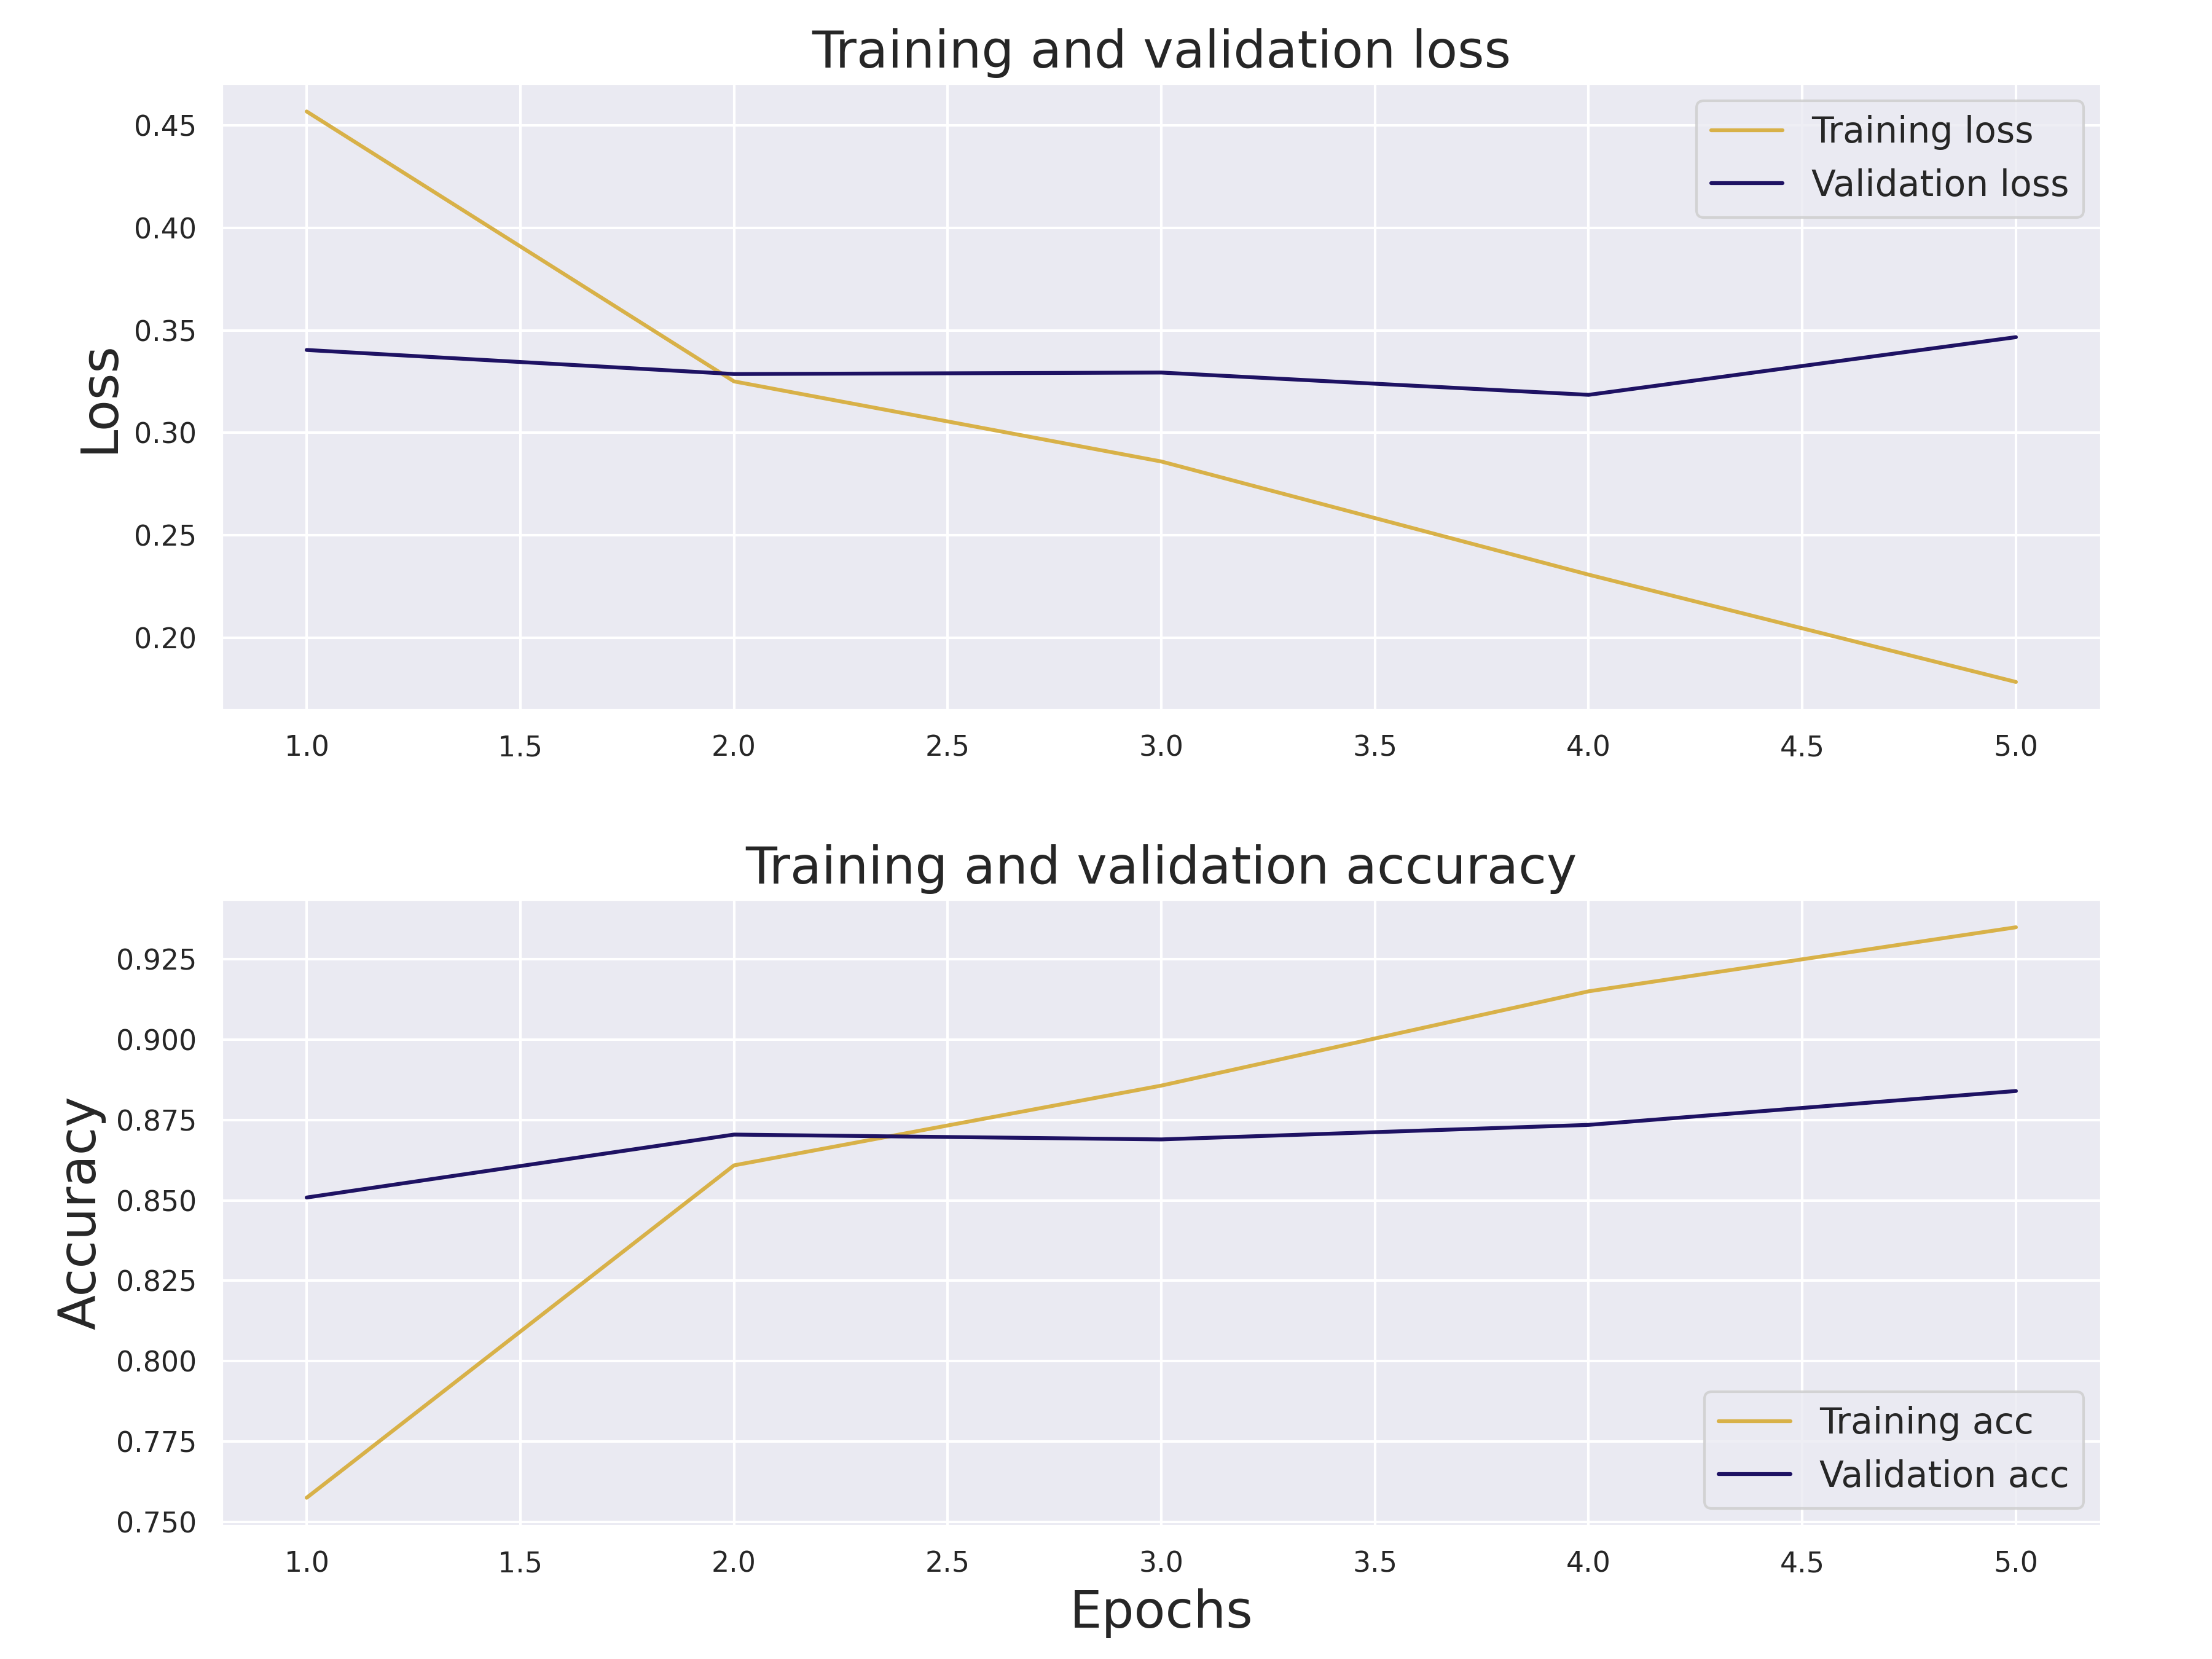 Training and validation loss
Loss
0.45
0.40
0.35
0.30
0.25
0.20
Training loss
Validation loss
1.0 1.5 2.0 2.5 3.0 3.5 4.0 4.5 5.0
Training and validation accuracy
Accuracy
0.925
0.900
0.875
0.850
0.825
0.800
0.775
0.750
Training acc
Validation acc
1.0 1.5 2.0 2.5 3.0 3.5 4.0 4.5 5.0
Epochs